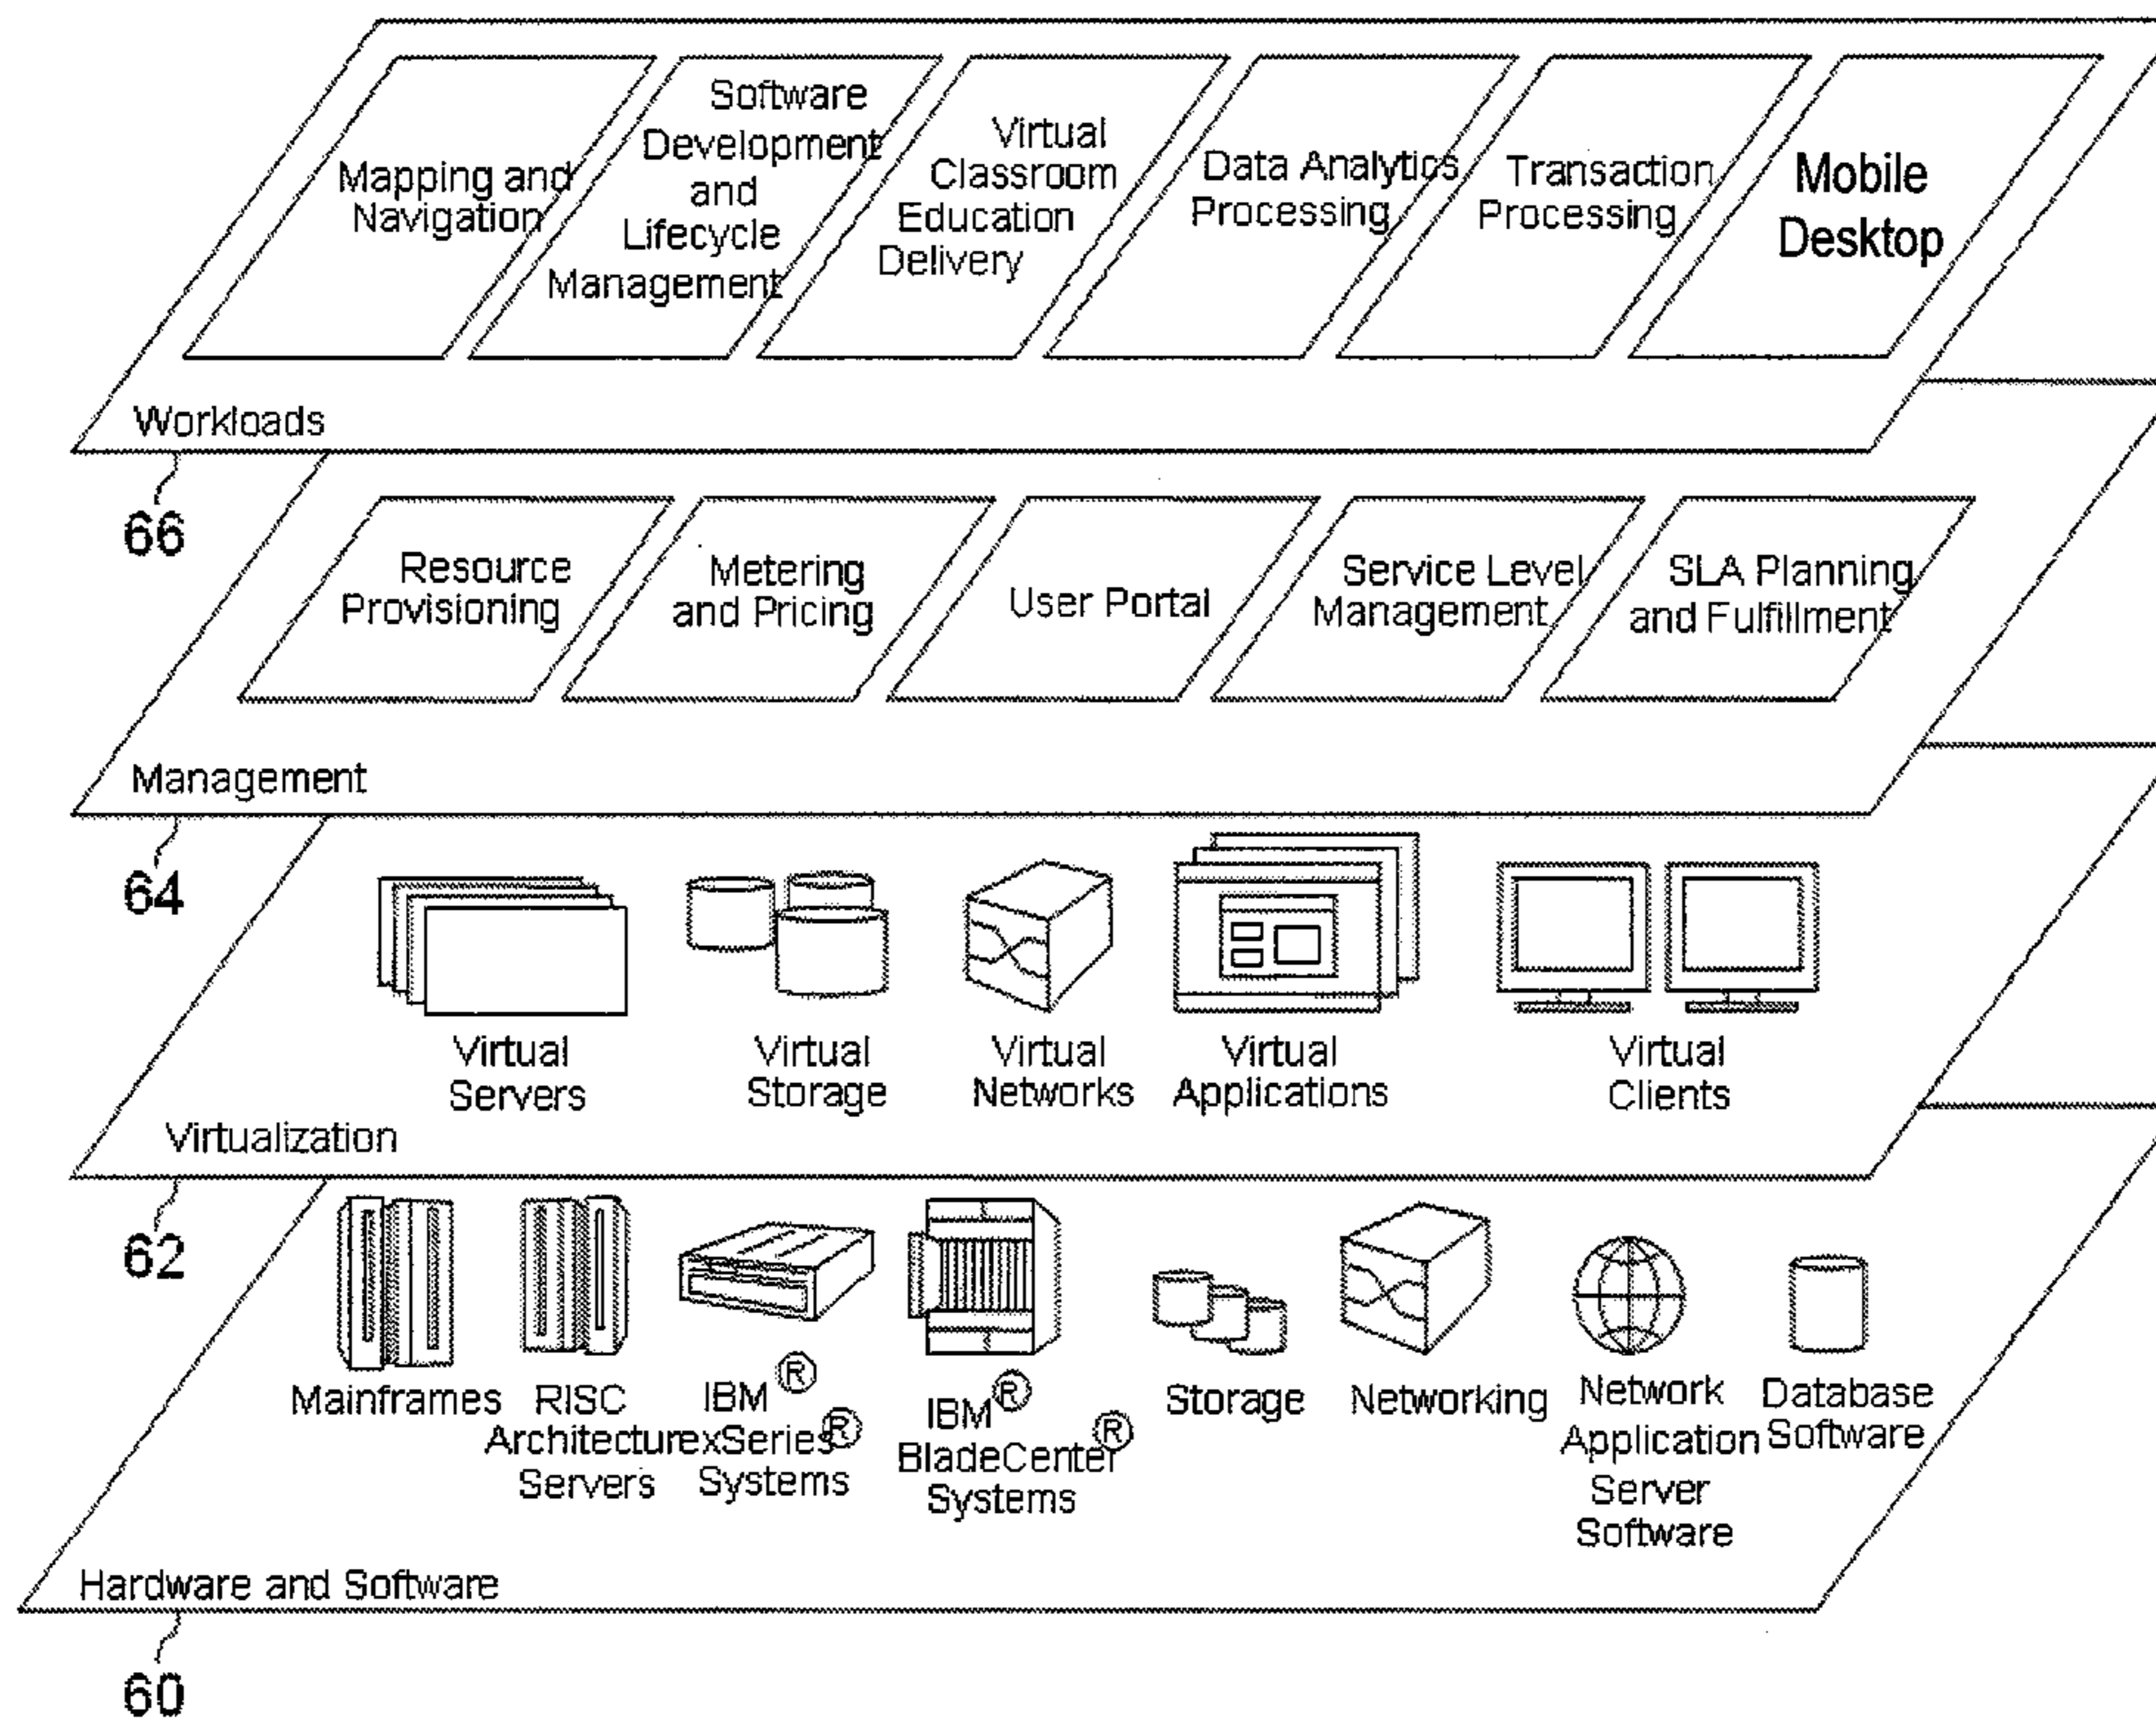 Mapping and
Navigation
Software
Development
and
Lifecycle
Management
Virtual
Classroom
Education
Delivery
Data Analytics
Processing
Transaction
Processing
Mobile
Desktop
Workloads
66
Resource
Provisioning
Metering
and Pricing
User Portal
Service Level
Management
SLA Planning
and Fulfillment
Management
64
Virtual
Servers
Virtual
Storage
Virtual
Networks
Virtual
Applications
Virtual
Clients
Virtualization
62
Mainframes
RISC
Architecture
Servers
IBM®
xSeries®
Systems
IBM®
BladeCenter®
Systems
Storage
Networking
Network
Application
Server
Software
Database
Software
Hardware and Software
60